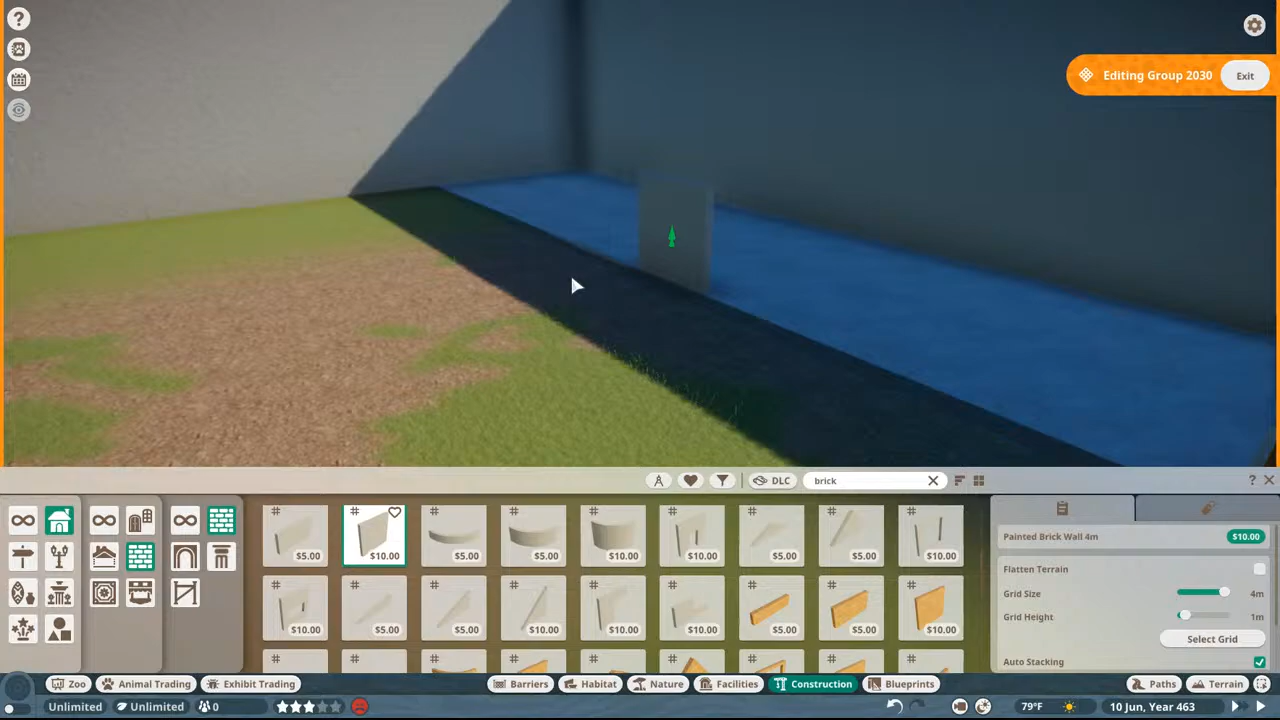 Editing Group 2030
Exit
DLC
brick
$5.00
$10.00
$5.00
$5.00
$10.00
$10.00
$5.00
$5.00
$10.00
$10.00
$5.00
$5.00
$10.00
$10.00
$10.00
$5.00
$5.00
$10.00
Painted Brick Wall 4m
$10.00
Flatten Terrain
Grid Size
4m
Grid Height
1m
Select Grid
Auto Stacking
Zoo
Animal Trading
Exhibit Trading
Barriers
Habitat
Nature
Facilities
Construction
Blueprints
Paths
Terrain
Unlimited
Unlimited
0
79°F
10 Jun, Year 463